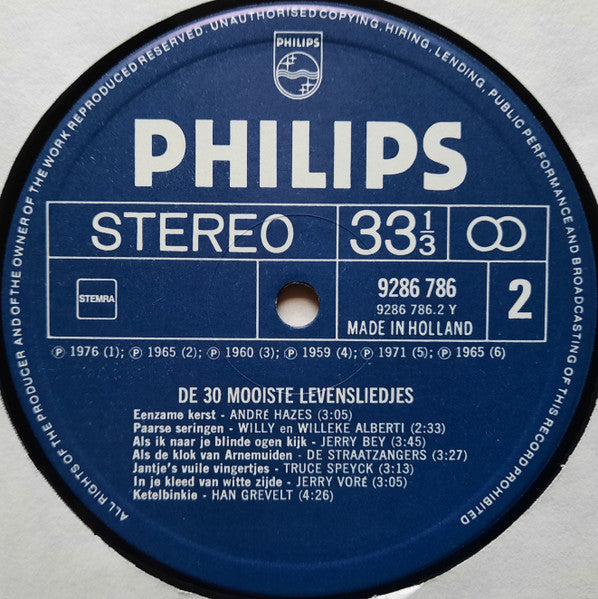 ALL RIGHTS OF THE PRODUCER AND OF THE OWNER OF THE WORK REPRODUCED RESERVED. UNAUTHORISED COPYING, HIRING, LENDING, PUBLIC PERFORMANCE AND BROADCASTING OF THIS RECORD PROHIBITED
PHILIPS
PHILIPS
STEREO 33 1/3
STEMRA
9286 786
9286 786.2 Y
MADE IN HOLLAND
2
Ⓟ 1976 (1); Ⓟ 1965 (2); Ⓟ 1960 (3); Ⓟ 1959 (4); Ⓟ 1971 (5); Ⓟ 1965 (6)
DE 30 MOOISTE LEVENSLIEDJES
Eenzame kerst - ANDRÉ HAZES (3:05)
Paarse seringen - WILLY en WILLEKE ALBERTI (2:33)
Als ik naar je blinde ogen kijk - JERRY BEY (3:45)
Als de klok van Arnemuiden - DE STRAATZANGERS (3:27)
Jantje's vuile vingertjes - TRUCE SPEYCK (3:13)
In je kleed van witte zijde - JERRY VORÉ (3:05)
Ketelbinkie - HAN GREVELT (4:26)